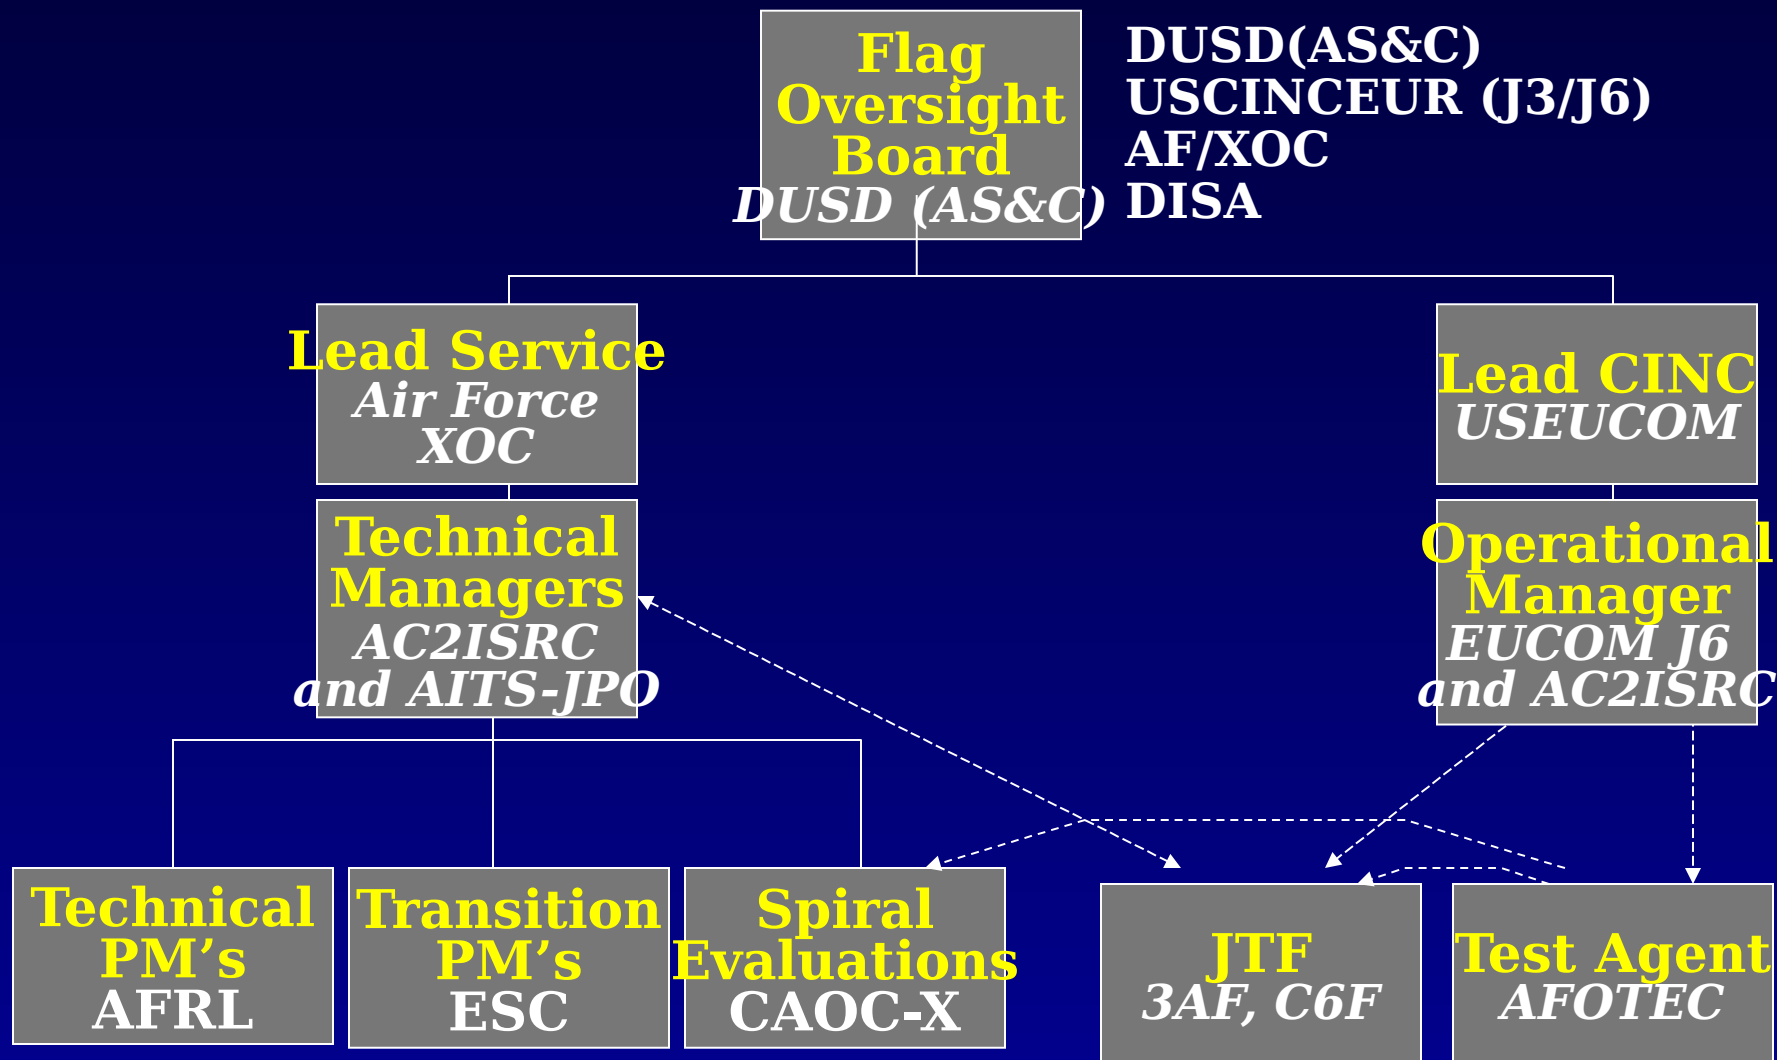 Flag
Oversight
Board
DUSD (AS&C)
DUSD(AS&C)
USCINCEUR (J3/J6)
AF/XOC
DISA
Lead Service
Air Force
XOC
Lead CINC
USEUCOM
Technical
Managers
AC2ISRC
and AITS-JPO
Operational
Manager
EUCOM J6
and AC2ISRC
Technical
PM’s
AFRL
Transition
PM’s
ESC
Spiral
Evaluations
CAOC-X
JTF
3AF, C6F
Test Agent
AFOTEC